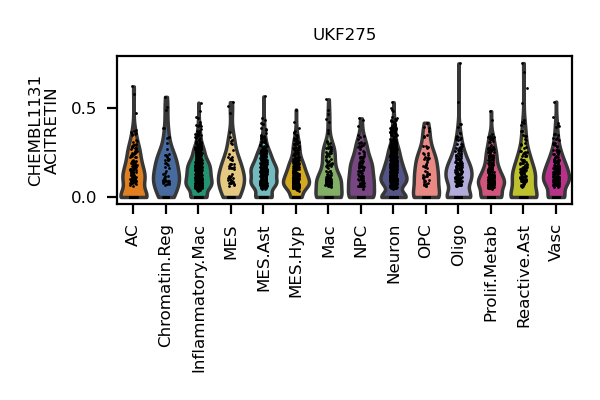 UKF275
CHEMBL1131
ACITRETIN
0.5
0.0
AC
Chromatin.Reg
Inflammatory.Mac
MES
MES.Ast
MES.Hyp
Mac
NPC
Neuron
OPC
Oligo
Prolif.Metab
Reactive.Ast
Vasc